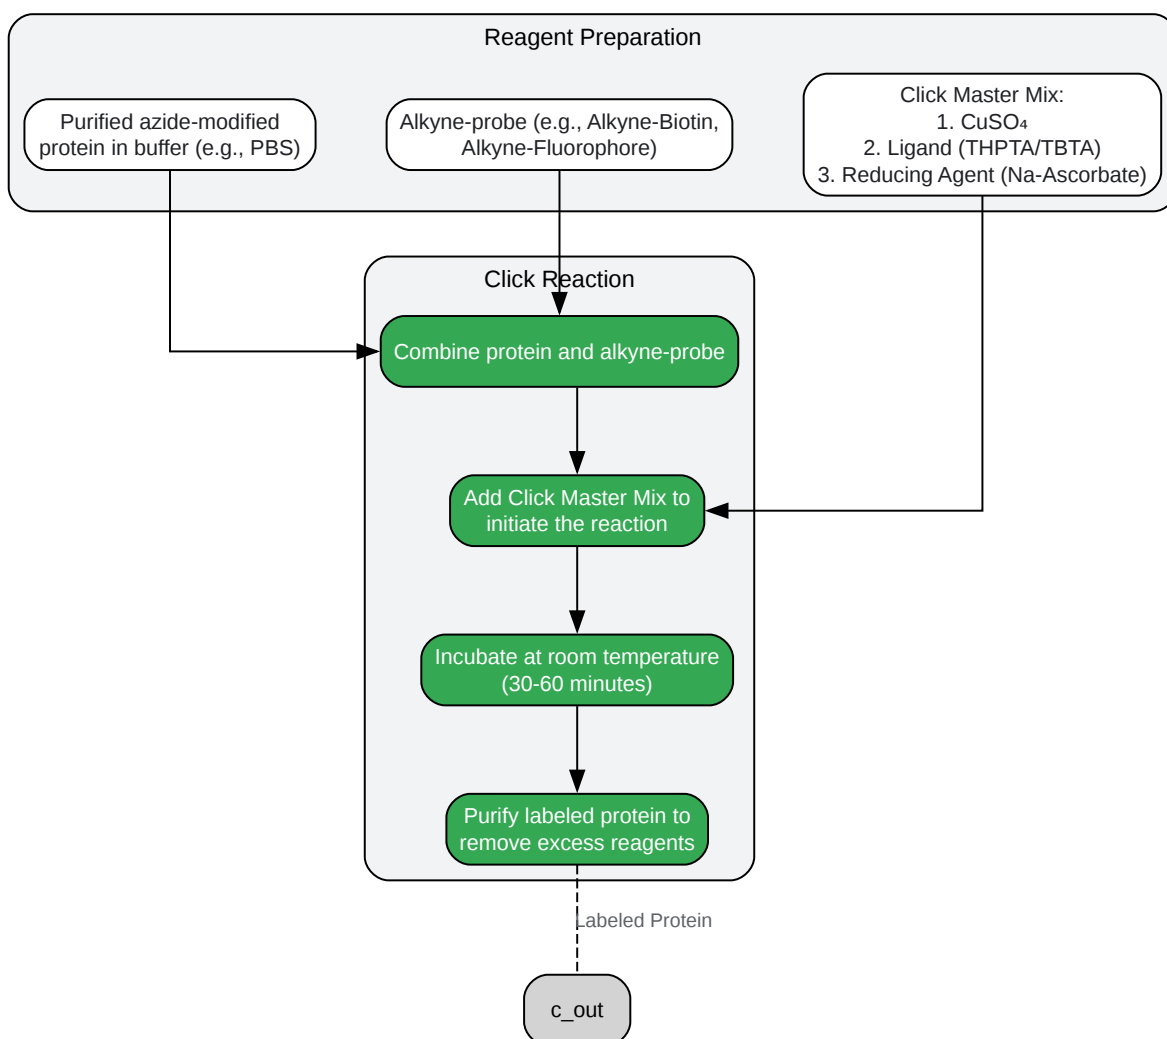 Reagent Preparation
Purified azide-modified
protein in buffer (e.g., PBS)
Alkyne-probe (e.g., Alkyne-Biotin,
Alkyne-Fluorophore)
Click Master Mix:
1. CuSO₄
2. Ligand (THPTA/TBTA)
3. Reducing Agent (Na-Ascorbate)
Click Reaction
Combine protein and alkyne-probe
Add Click Master Mix to
initiate the reaction
Incubate at room temperature
(30-60 minutes)
Purify labeled protein to
remove excess reagents
Labeled Protein
c_out